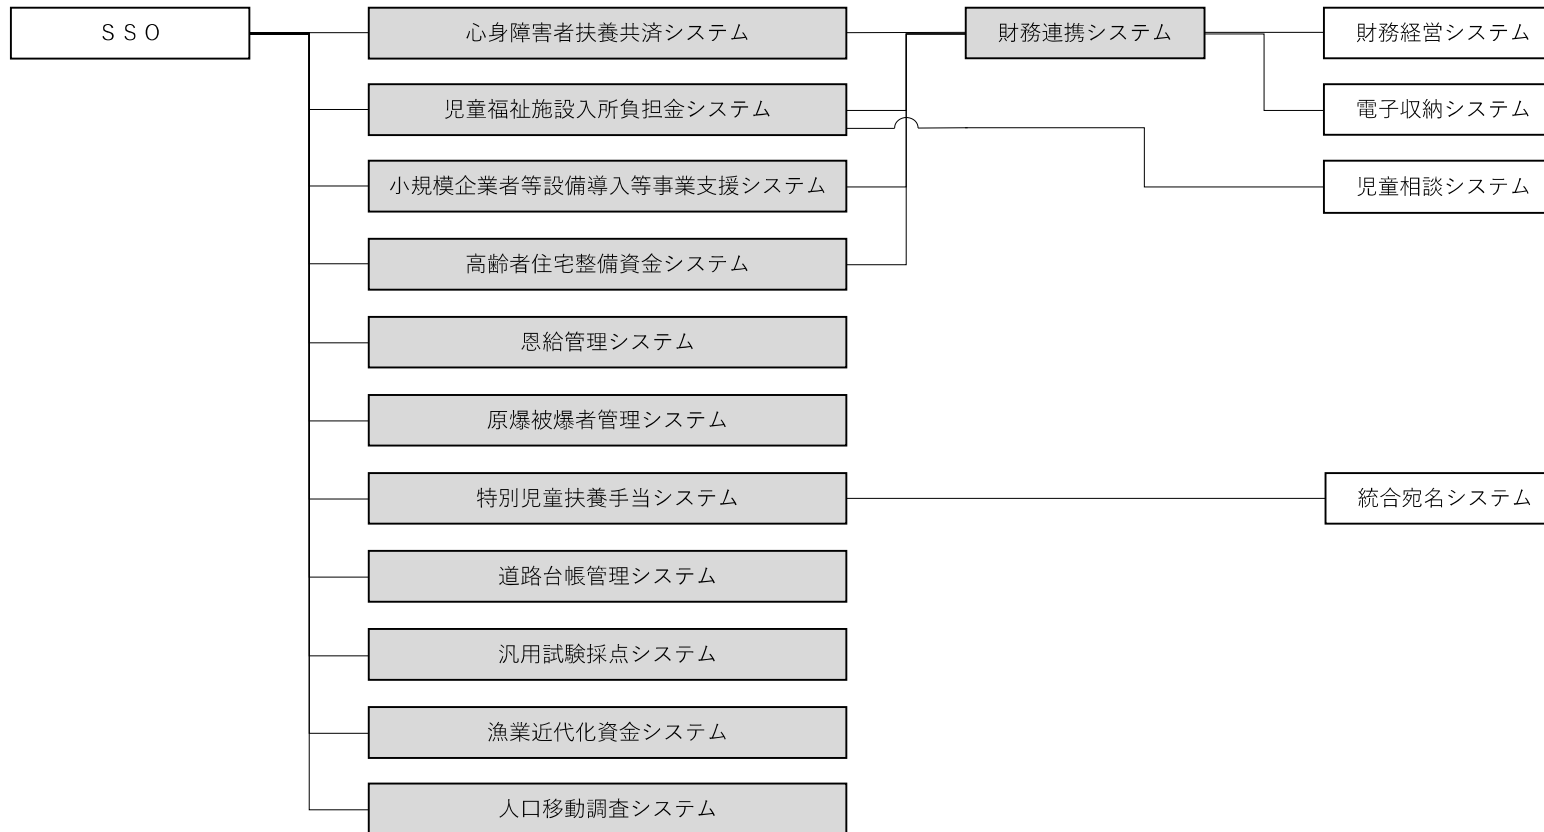 ＳＳＯ
心身障害者扶養共済システム
財務連携システム
財務経営システム
児童福祉施設入所負担金システム
電子収納システム
小規模企業者等設備導入等事業支援システム
児童相談システム
高齢者住宅整備資金システム
恩給管理システム
原爆被爆者管理システム
特別児童扶養手当システム
統合宛名システム
道路台帳管理システム
汎用試験採点システム
漁業近代化資金システム
人口移動調査システム